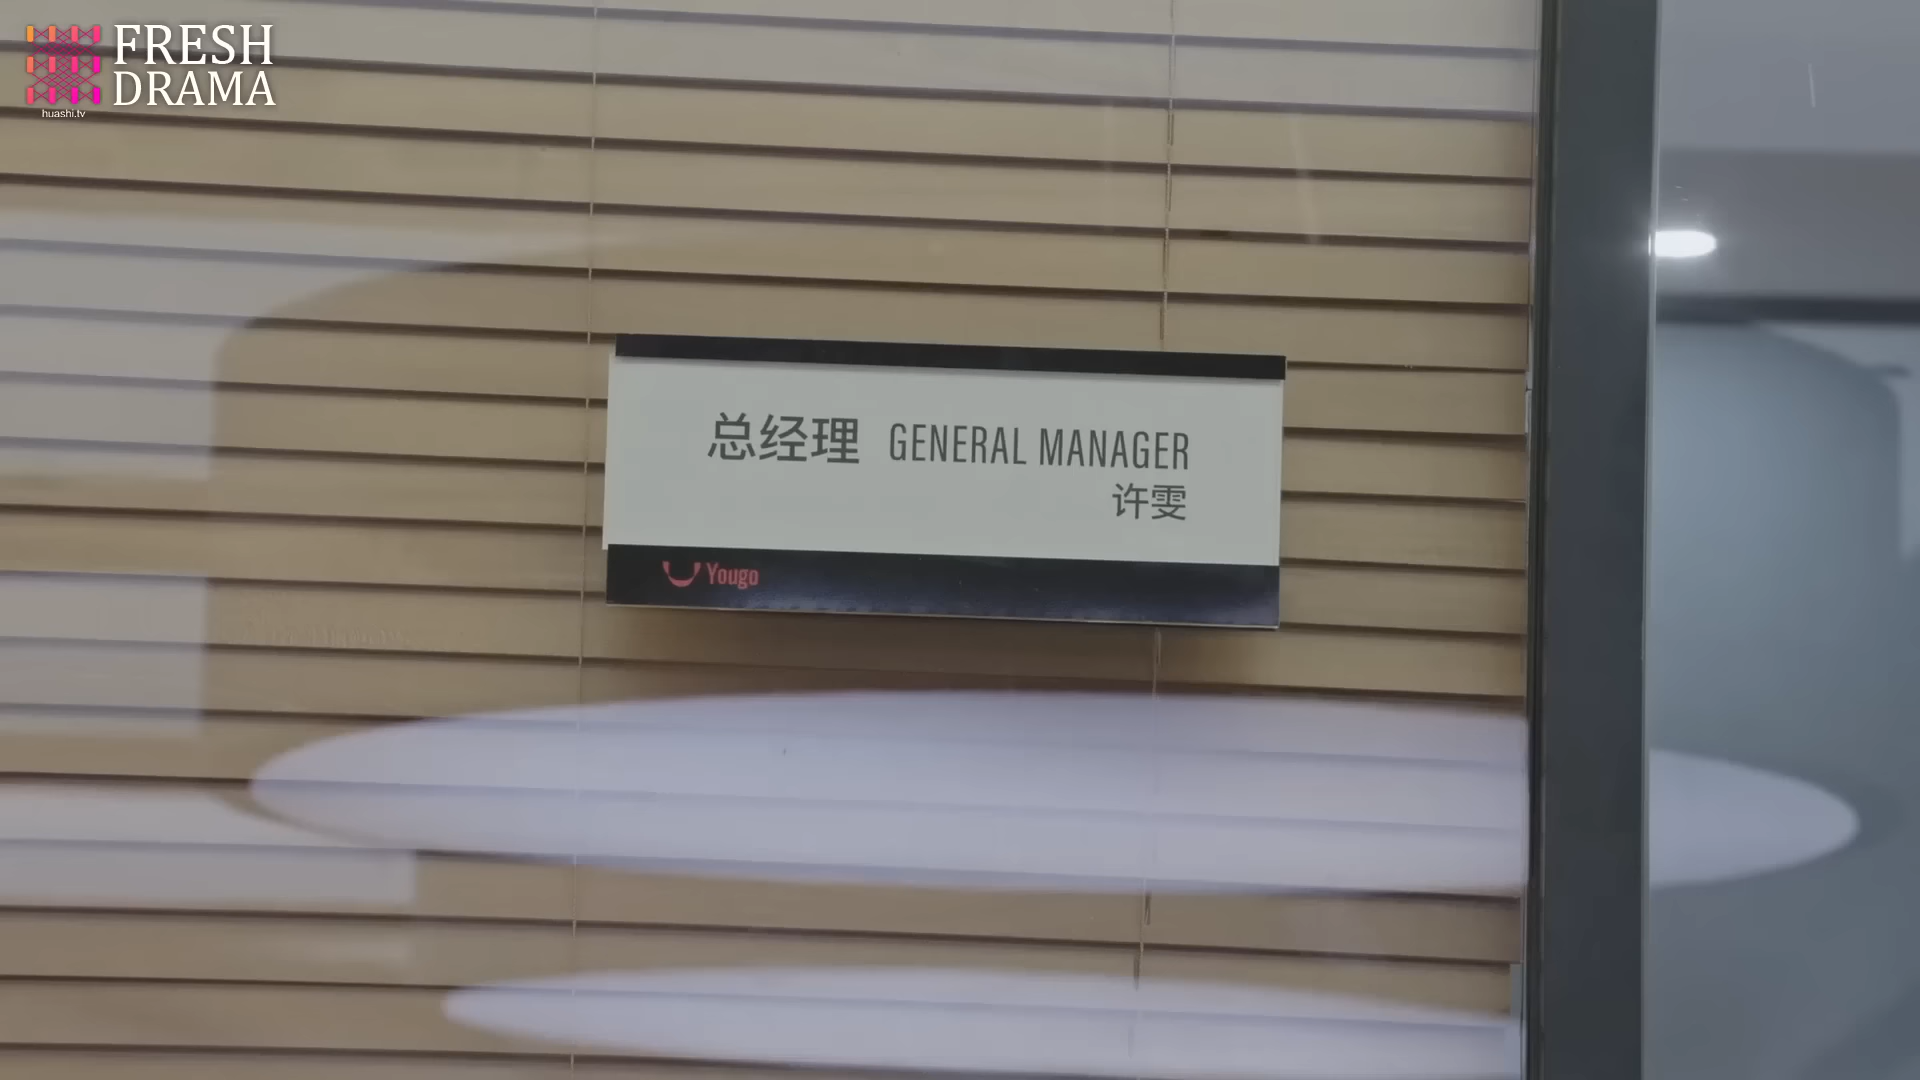 FRESH
DRAMA
huashi.tv
总经理 GENERAL MANAGER
许雯
Yougo